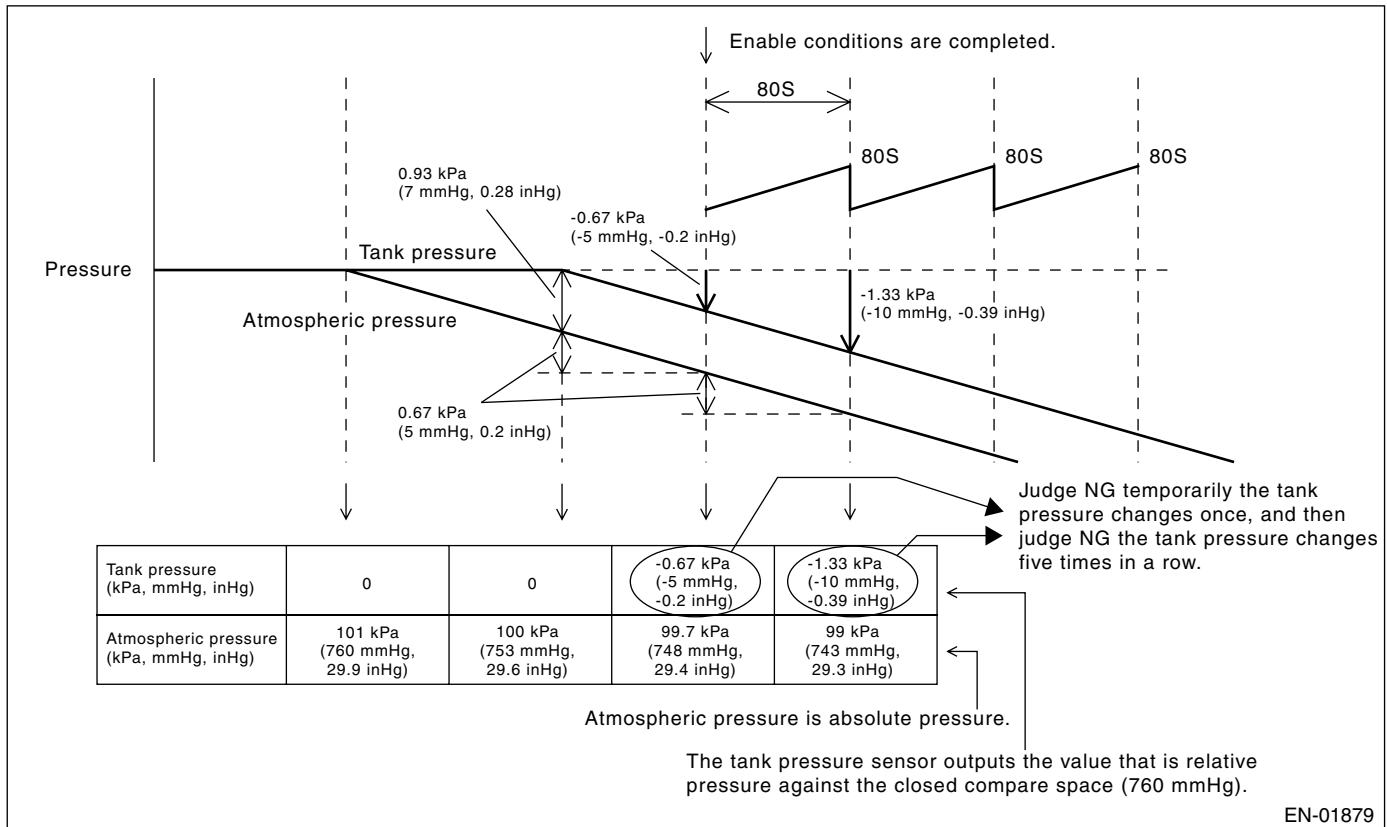 Enable conditions are completed.
80S
80S
80S
80S
0.93 kPa
(7 mmHg, 0.28 inHg)
-0.67 kPa
(-5 mmHg, -0.2 inHg)
Tank pressure
Pressure
-1.33 kPa
(-10 mmHg, -0.39 inHg)
Atmospheric pressure
0.67 kPa
(5 mmHg, 0.2 inHg)
Judge NG temporarily the tank
pressure changes once, and then
judge NG the tank pressure changes
five times in a row.
Tank pressure
(kPa, mmHg, inHg)
0
0
-0.67 kPa
(-5 mmHg,
-0.2 inHg)
-1.33 kPa
(-10 mmHg,
-0.39 inHg)
Atmospheric pressure
(kPa, mmHg, inHg)
101 kPa
(760 mmHg,
29.9 inHg)
100 kPa
(753 mmHg,
29.6 inHg)
99.7 kPa
(748 mmHg,
29.4 inHg)
99 kPa
(743 mmHg,
29.3 inHg)
Atmospheric pressure is absolute pressure.
The tank pressure sensor outputs the value that is relative
pressure against the closed compare space (760 mmHg).
EN-01879